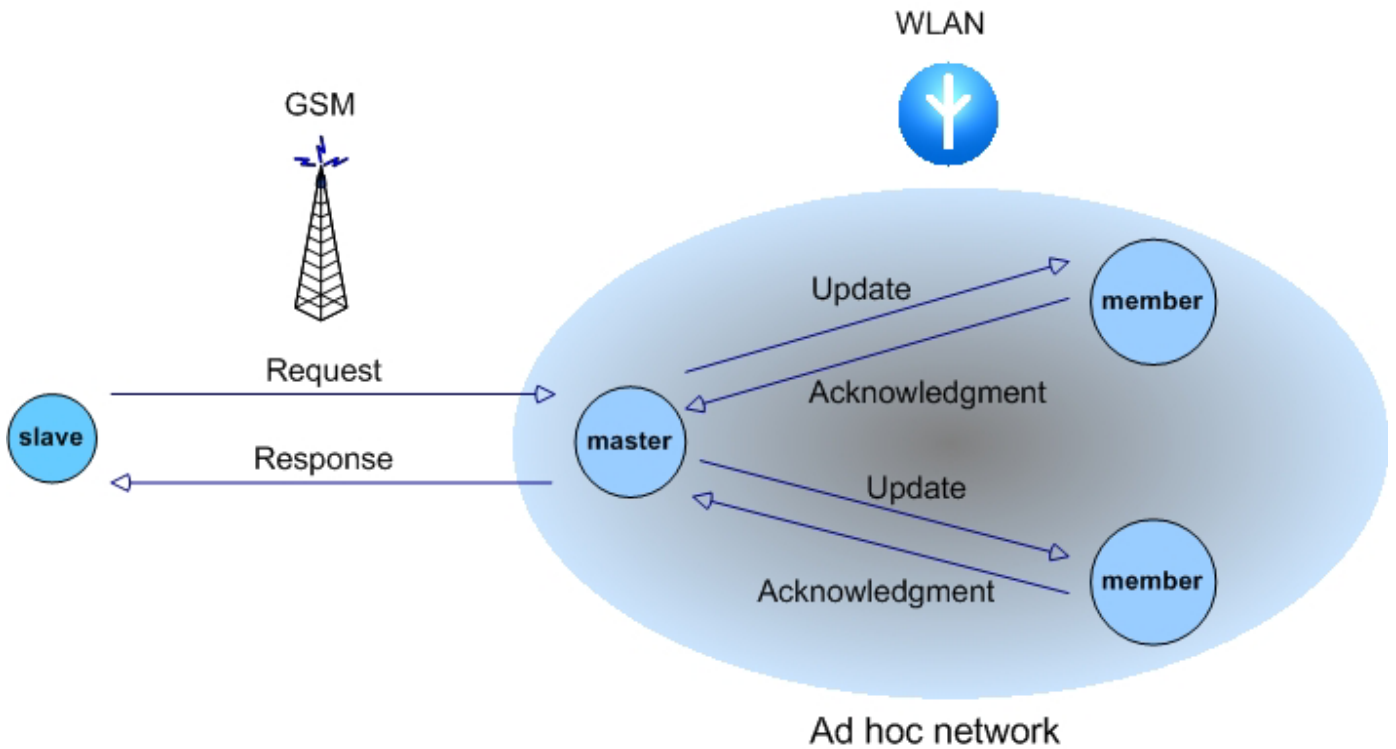 WLAN
GSM
Update
member
Request
Acknowledgment
slave
master
Response
Update
member
Acknowledgment
Ad hoc network